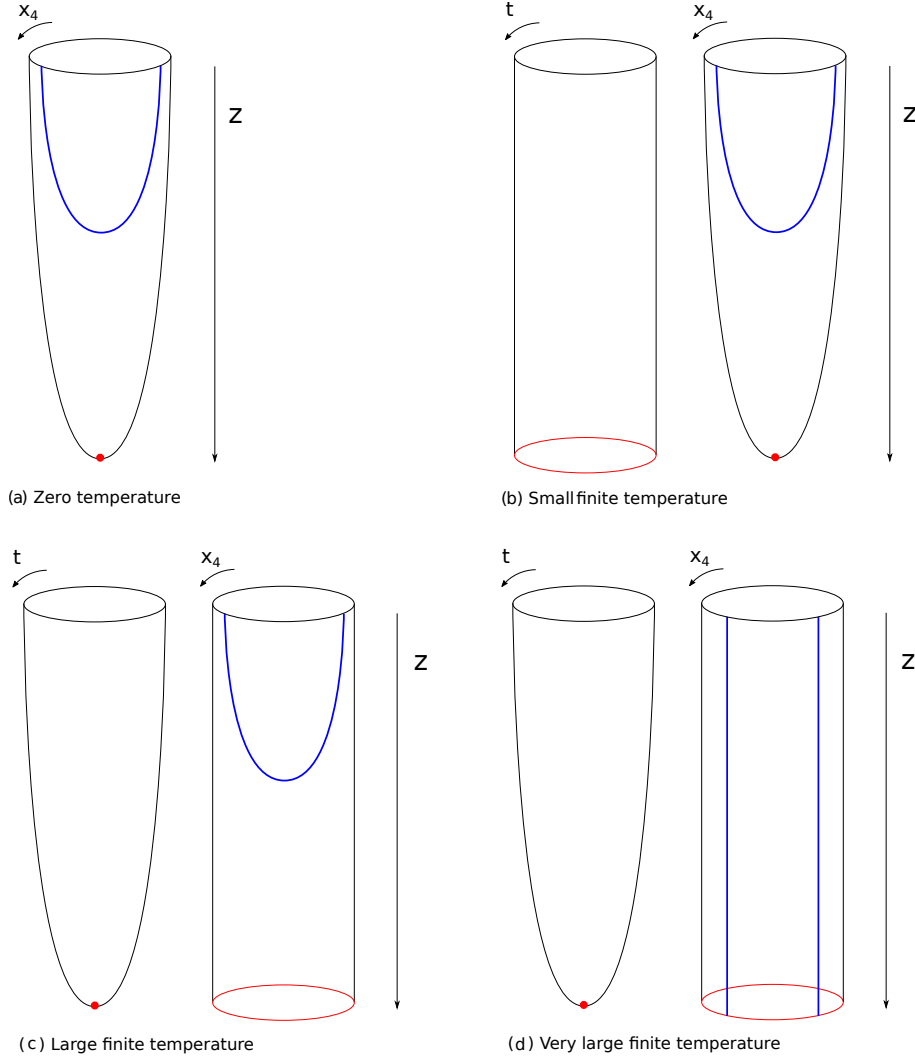 x4
z
(a) Zero temperature
t
x4
z
(b) Small finite temperature
t
x4
z
(c) Large finite temperature
t
x4
z
(d) Very large finite temperature